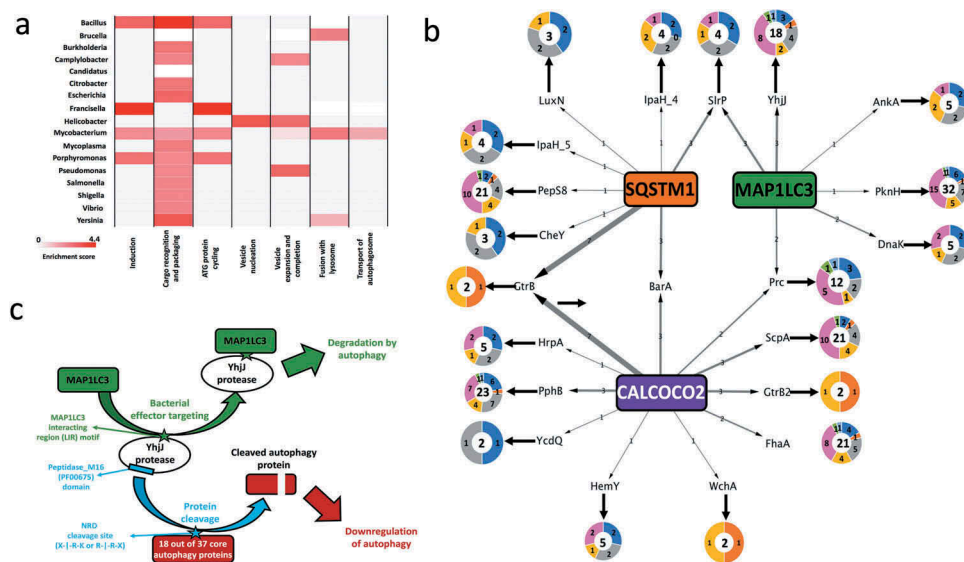 a
Bacillus
Brucella
Burkholderia
Camplylobacter
Candidatus
Citrobacter
Escherichia
Francisella
Helicobacter
Mycobacterium
Mycoplasma
Porphyromonas
Pseudomonas
Salmonella
Shigella
Vibrio
Yersinia
0
4.4
Enrichment score
Induction
Cargo recognition
and packaging
ATG protein
cycling
Vesicle
nucleation
Vesicle
expansion and
completion
Fusion with
lysosome
Transport of
autophagosome
b
LuxN
IpaH_4
SlrP
YhjJ
AnkA
IpaH_5
PepS8
CheY
GtrB
SQSTM1
MAP1LC3
PknH
DnaK
BarA
Prc
HrpA
PphB
YcdQ
CALCOCO2
ScpA
GtrB2
FhaA
HemY
WchA
3
4
4
18
5
4
21
3
2
32
5
12
5
23
2
21
2
21
5
2
c
MAP1LC3
MAP1LC3
YhjJ
protease
Degradation by
autophagy
Bacterial
effector targeting
MAP1LC3
interacting
region (LIR) motif
YhjJ
protease
Peptidase_M16
(PF00675)
domain
Cleaved autophagy
protein
Protein
cleavage
NRD
cleavage site
(X-|-R-K or R-|-R-X)
18 out of 37 core
autophagy proteins
Downregulation
of autophagy